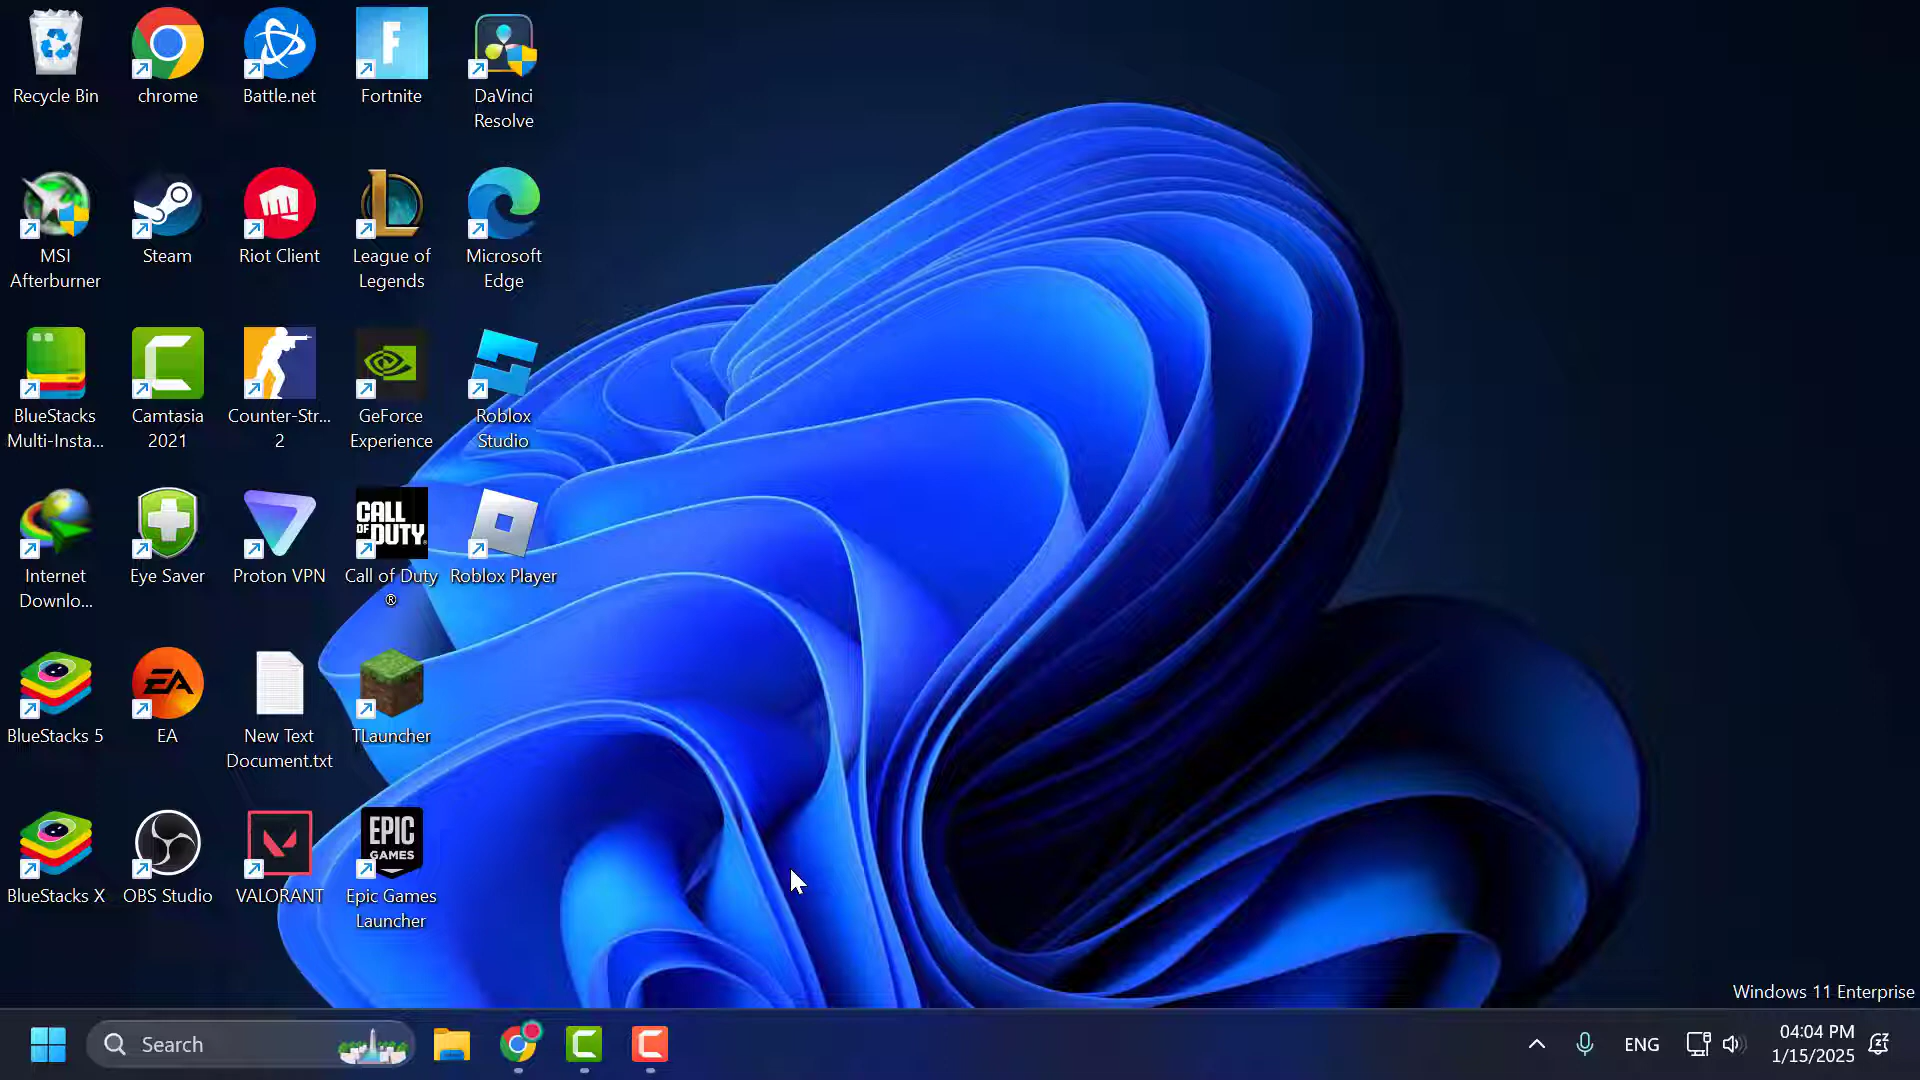 Recycle Bin
chrome
Battle.net
F
Fortnite
DaVinci
Resolve
MSI
Afterburner
Steam
Riot Client
L
League of
Legends
Microsoft
Edge
BlueStacks
Multi-Insta...
C
Camtasia
2021
Counter-Str...
2
GeForce
Experience
Roblox
Studio
Internet
Downlo...
Eye Saver
Proton VPN
CALL
OF DUTY
Call of Duty
®
Roblox Player
BlueStacks 5
EA
EA
New Text
Document.txt
TLauncher
BlueStacks X
OBS Studio
VALORANT
EPIC
GAMES
Epic Games
Launcher
Windows 11 Enterprise
Search
C
C
ENG
04:04 PM
1/15/2025